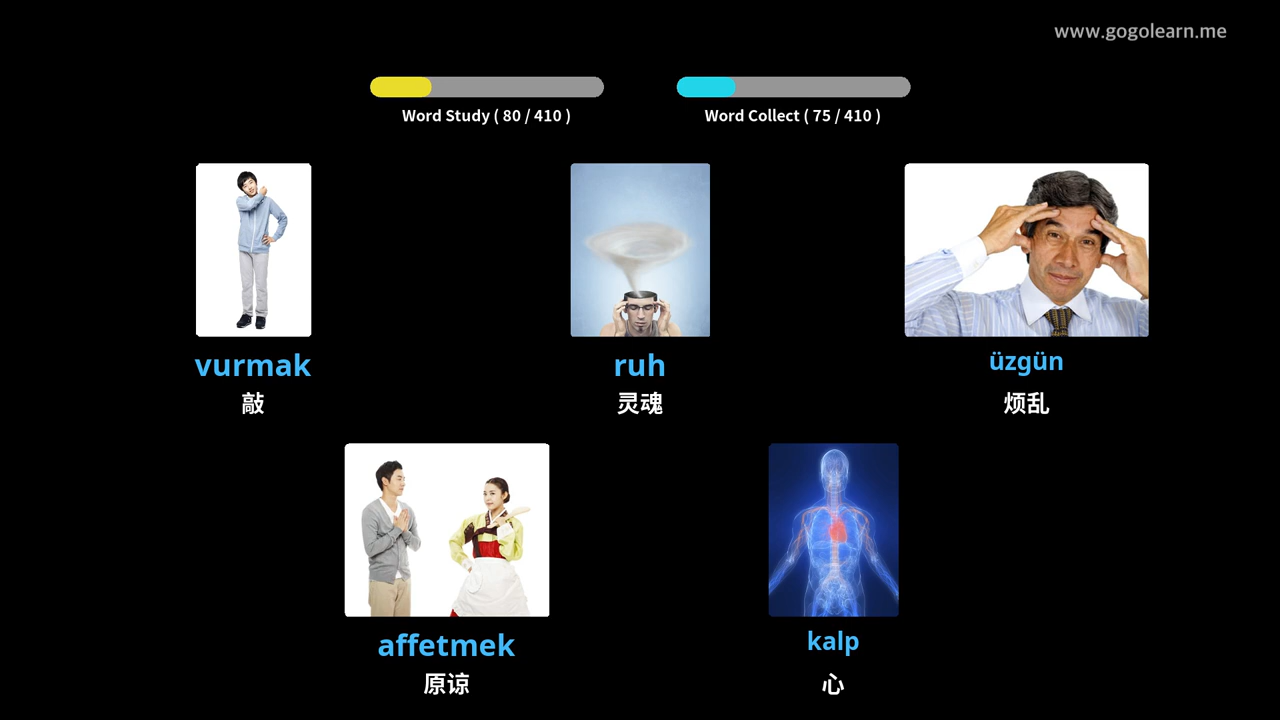 www.gogolearn.me
Word Study ( 80 / 410 )
Word Collect ( 75 / 410 )
vurmak
敲
ruh
灵魂
üzgün
烦乱
affetmek
原谅
kalp
心